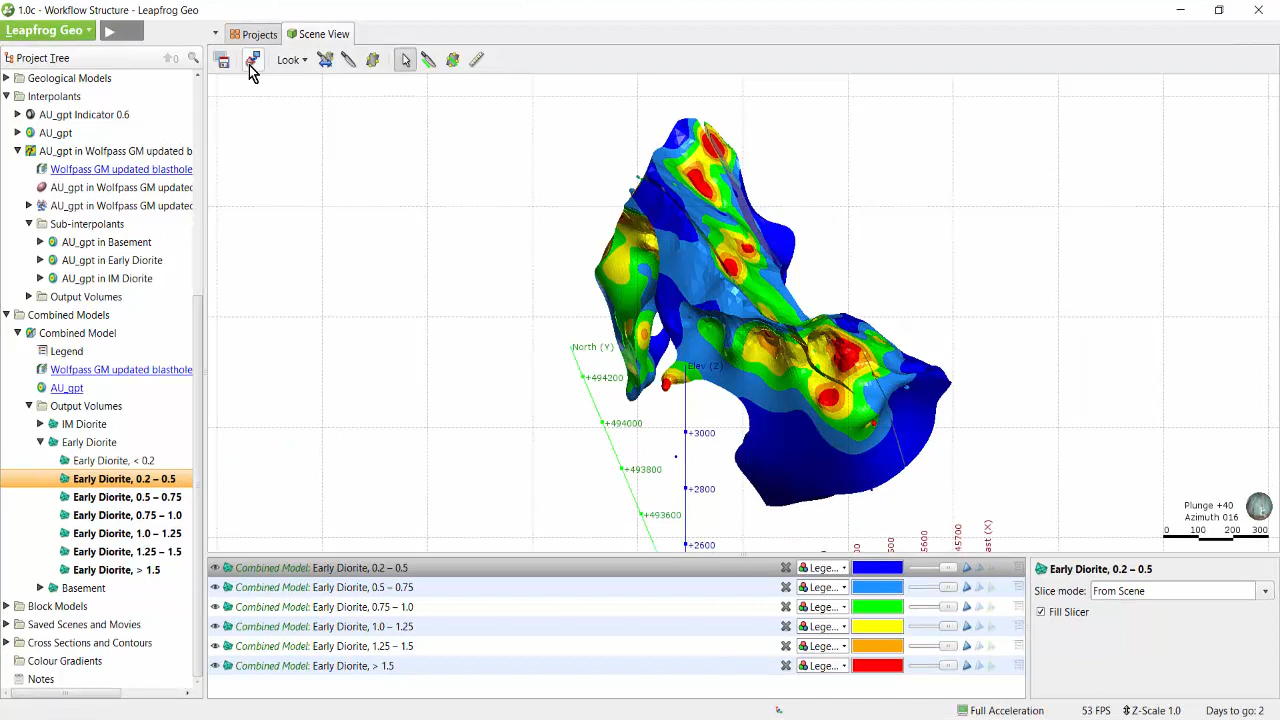 1.0c - Workflow Structure - Leapfrog Geo
Leapfrog Geo
Projects
Scene View
Project Tree
0
Look
Geological Models
Interpolants
AU_gpt Indicator 0.6
AU_gpt
AU_gpt in Wolfpass GM updated b
Wolfpass GM updated blasthole
AU_gpt in Wolfpass GM updated
AU_gpt in Wolfpass GM updated
Sub-interpolants
AU_gpt in Basement
AU_gpt in Early Diorite
AU_gpt in IM Diorite
Output Volumes
Combined Models
Combined Model
Legend
Wolfpass GM updated blasthole
AU_gpt
Output Volumes
IM Diorite
Early Diorite
Early Diorite, < 0.2
Early Diorite, 0.2 – 0.5
Early Diorite, 0.5 – 0.75
Early Diorite, 0.75 – 1.0
Early Diorite, 1.0 – 1.25
Early Diorite, 1.25 – 1.5
Early Diorite, > 1.5
Basement
Block Models
Saved Scenes and Movies
Cross Sections and Contours
Colour Gradients
Notes
North (Y)
+494200
+494000
+493800
+493600
Elev (Z)
+3000
+2800
+2600
East (X)
Plunge +40
Azimuth 016
0 100 200 300
Combined Model: Early Diorite, 0.2 – 0.5 Lege...
Combined Model: Early Diorite, 0.5 – 0.75 Lege...
Combined Model: Early Diorite, 0.75 – 1.0 Lege...
Combined Model: Early Diorite, 1.0 – 1.25 Lege...
Combined Model: Early Diorite, 1.25 – 1.5 Lege...
Combined Model: Early Diorite, > 1.5 Lege...
Early Diorite, 0.2 – 0.5
Slice mode: From Scene
Fill Slicer
Full Acceleration
53 FPS
Z-Scale 1.0
Days to go: 2